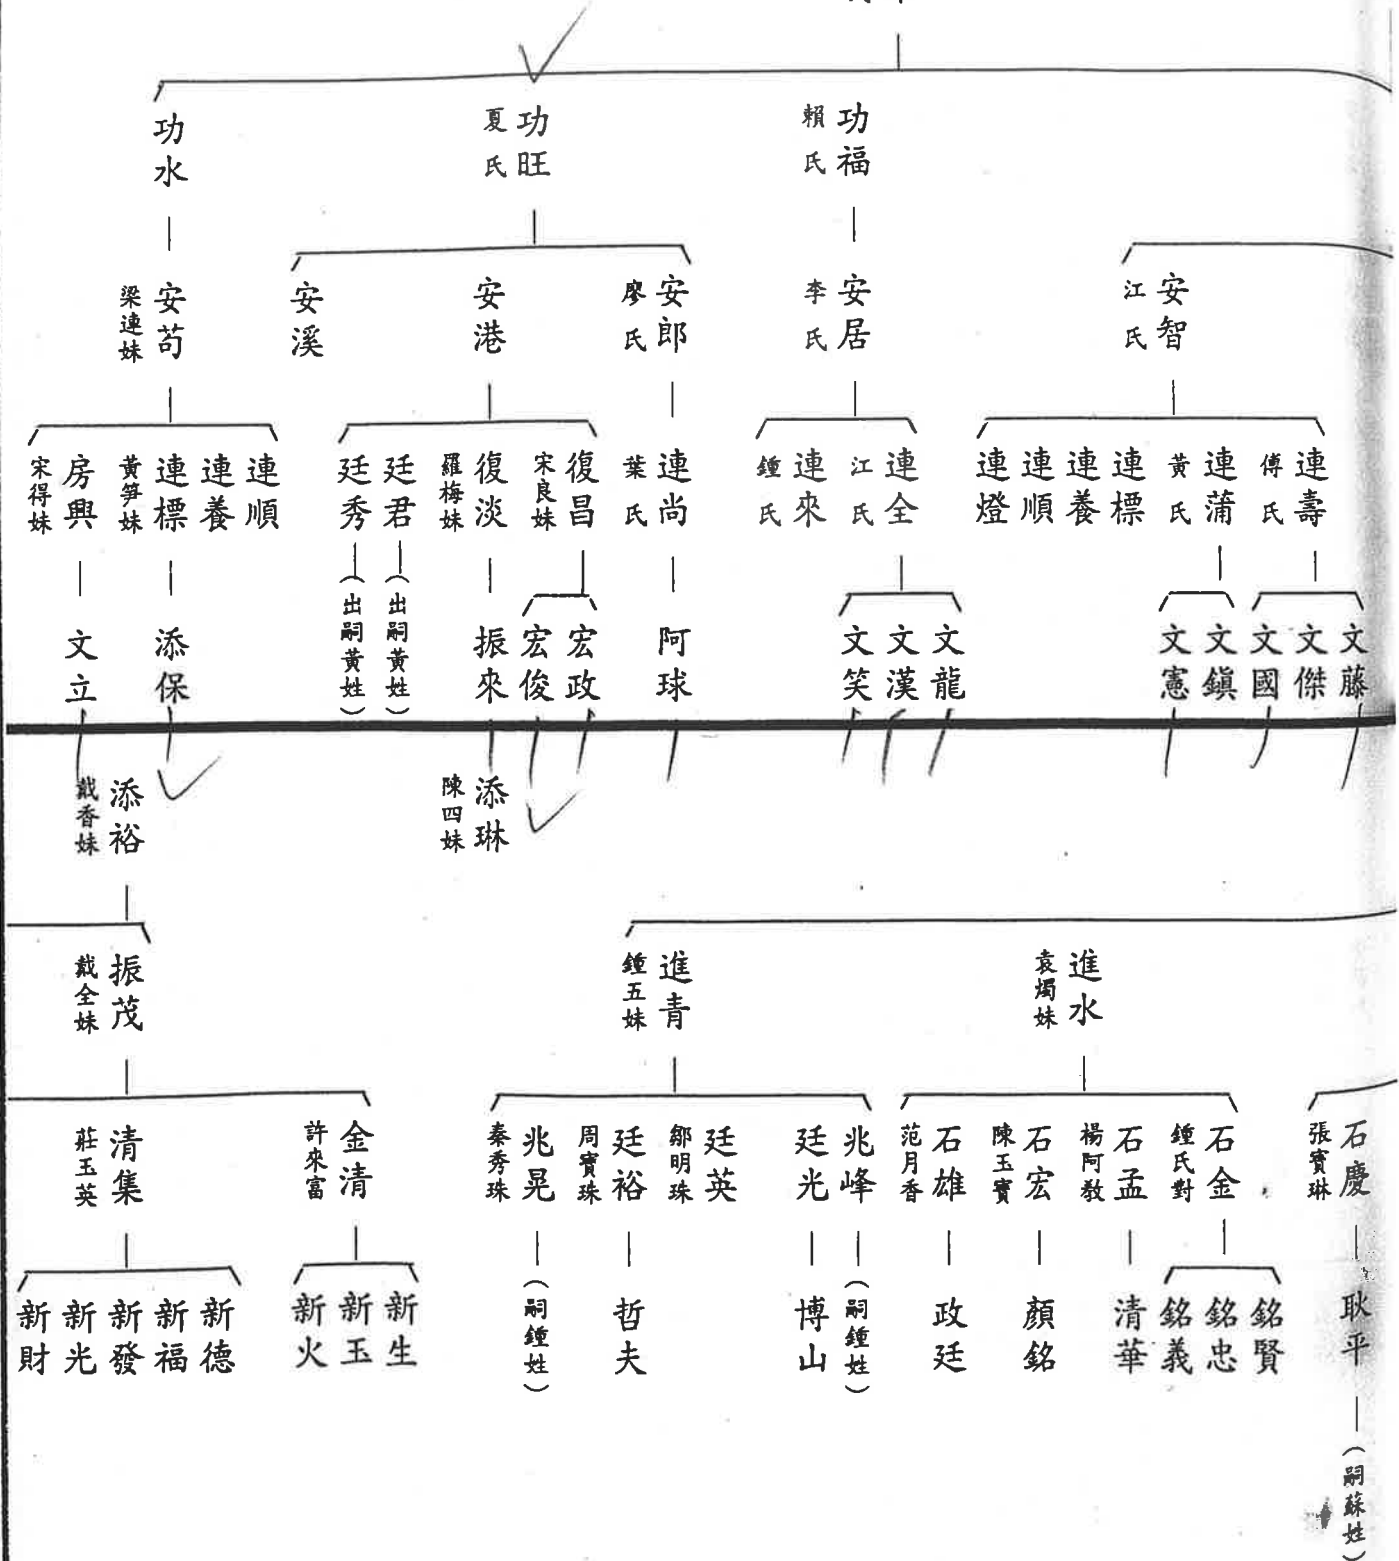 功福
賴氏
功旺
夏氏
功水
安智
江氏
安居
李氏
安郎
廖氏
安港
安溪
安苟
梁連妹
連壽
傅氏
連蒲
黃氏
連標
連養
連順
連燈
連全
江氏
連來
鍾氏
連尚
葉氏
復昌
宋良妹
復淡
羅梅妹
廷君
廷秀
連順
連養
連標
黃笋妹
房興
宋得妹
文藤
文傑
文國
文鎭
文憲
文龍
文漢
文笑
阿球
宏政
宏俊
振來
（出嗣黃姓）
（出嗣黃姓）
添保
文立
添琳
陳四妹
添裕
戴香妹
進水
袁燭妹
進青
鍾五妹
振茂
戴全妹
石慶
張寶琳
石金
鍾氏對
石孟
楊阿教
石宏
陳玉寶
石雄
范月香
兆峰
廷光
廷英
鄒明珠
廷裕
周寶珠
兆晃
秦秀珠
金清
許來富
清集
莊玉英
耿平
銘賢
銘忠
銘義
清華
顏銘
政廷
（嗣鍾姓）
博山
哲夫
（嗣鍾姓）
新生
新玉
新火
新德
新福
新發
新光
新財
（嗣蘇姓）